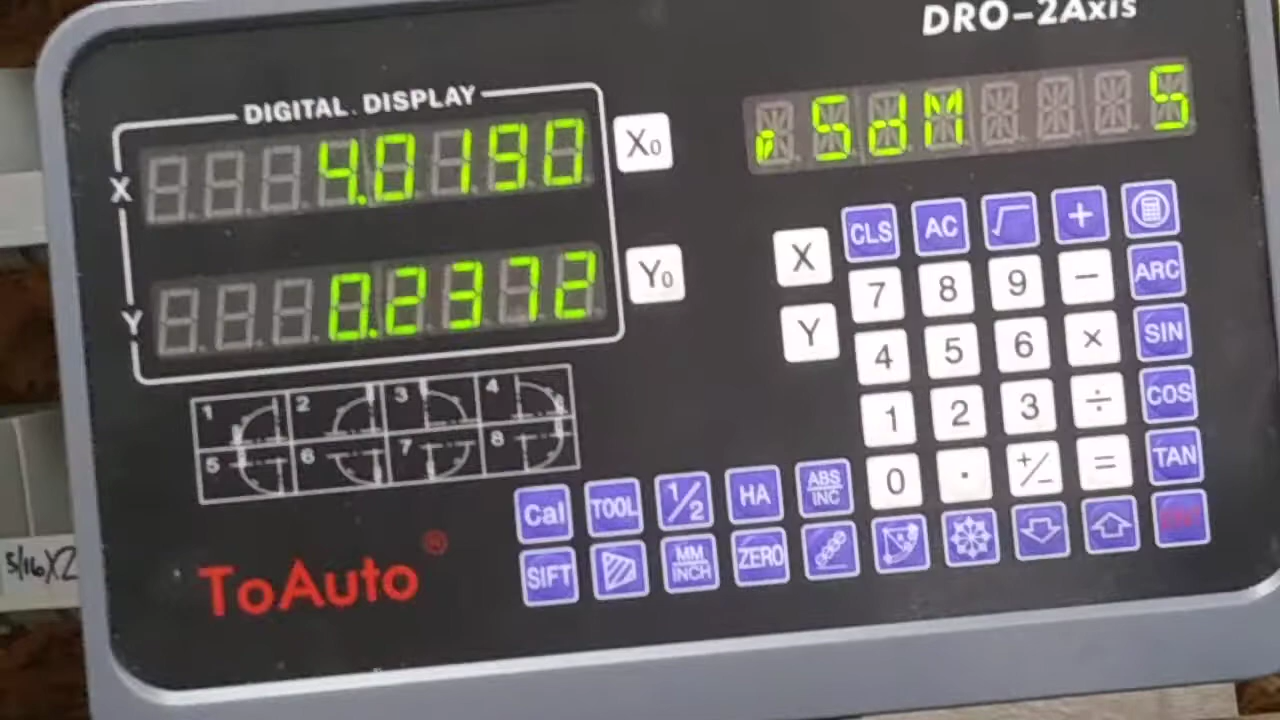 DRO-2Axis
DIGITAL. DISPLAY
X 4.0190 X0
Y 0.2372 Y0
SdM 5
X
Y
CLS AC √ +
7 8 9 − ARC
4 5 6 × SIN
1 2 3 ÷ COS
0 . +/− = TAN
1 2 3 4
5 6 7 8
Cal TOOL 1/2 HA ABS/INC
SIFT MM/INCH ZERO
ToAuto®
5/16X2